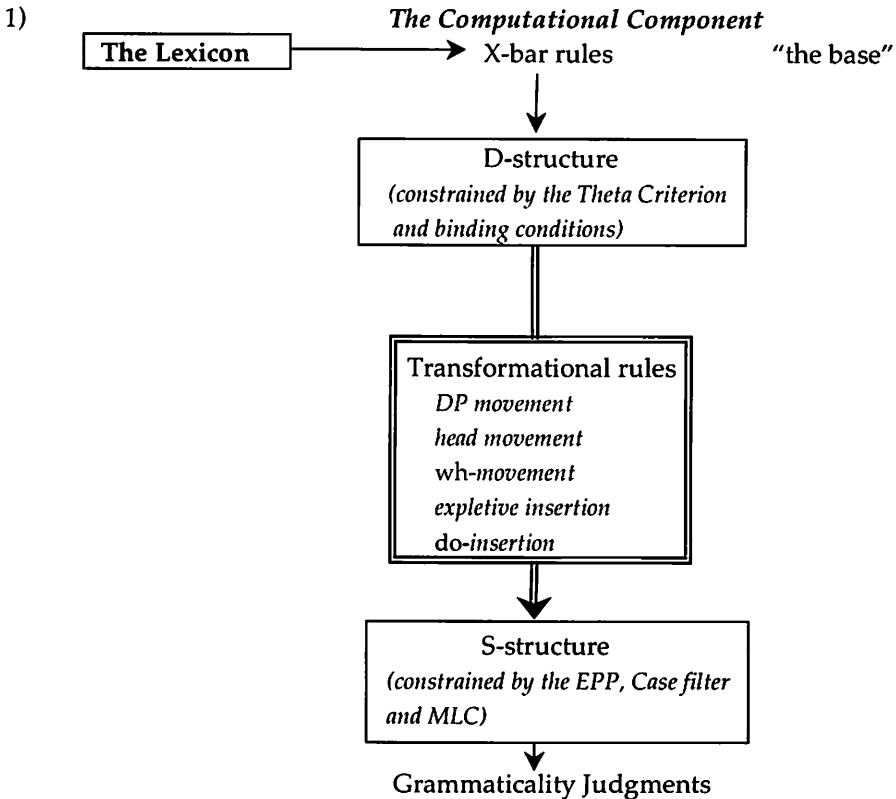 1) The Computational Component
The Lexicon X-bar rules “the base”
D-structure
(constrained by the Theta Criterion
and binding conditions)
Transformational rules
DP movement
head movement
wh-movement
expletive insertion
do-insertion
S-structure
(constrained by the EPP, Case filter
and MLC)
Grammaticality Judgments